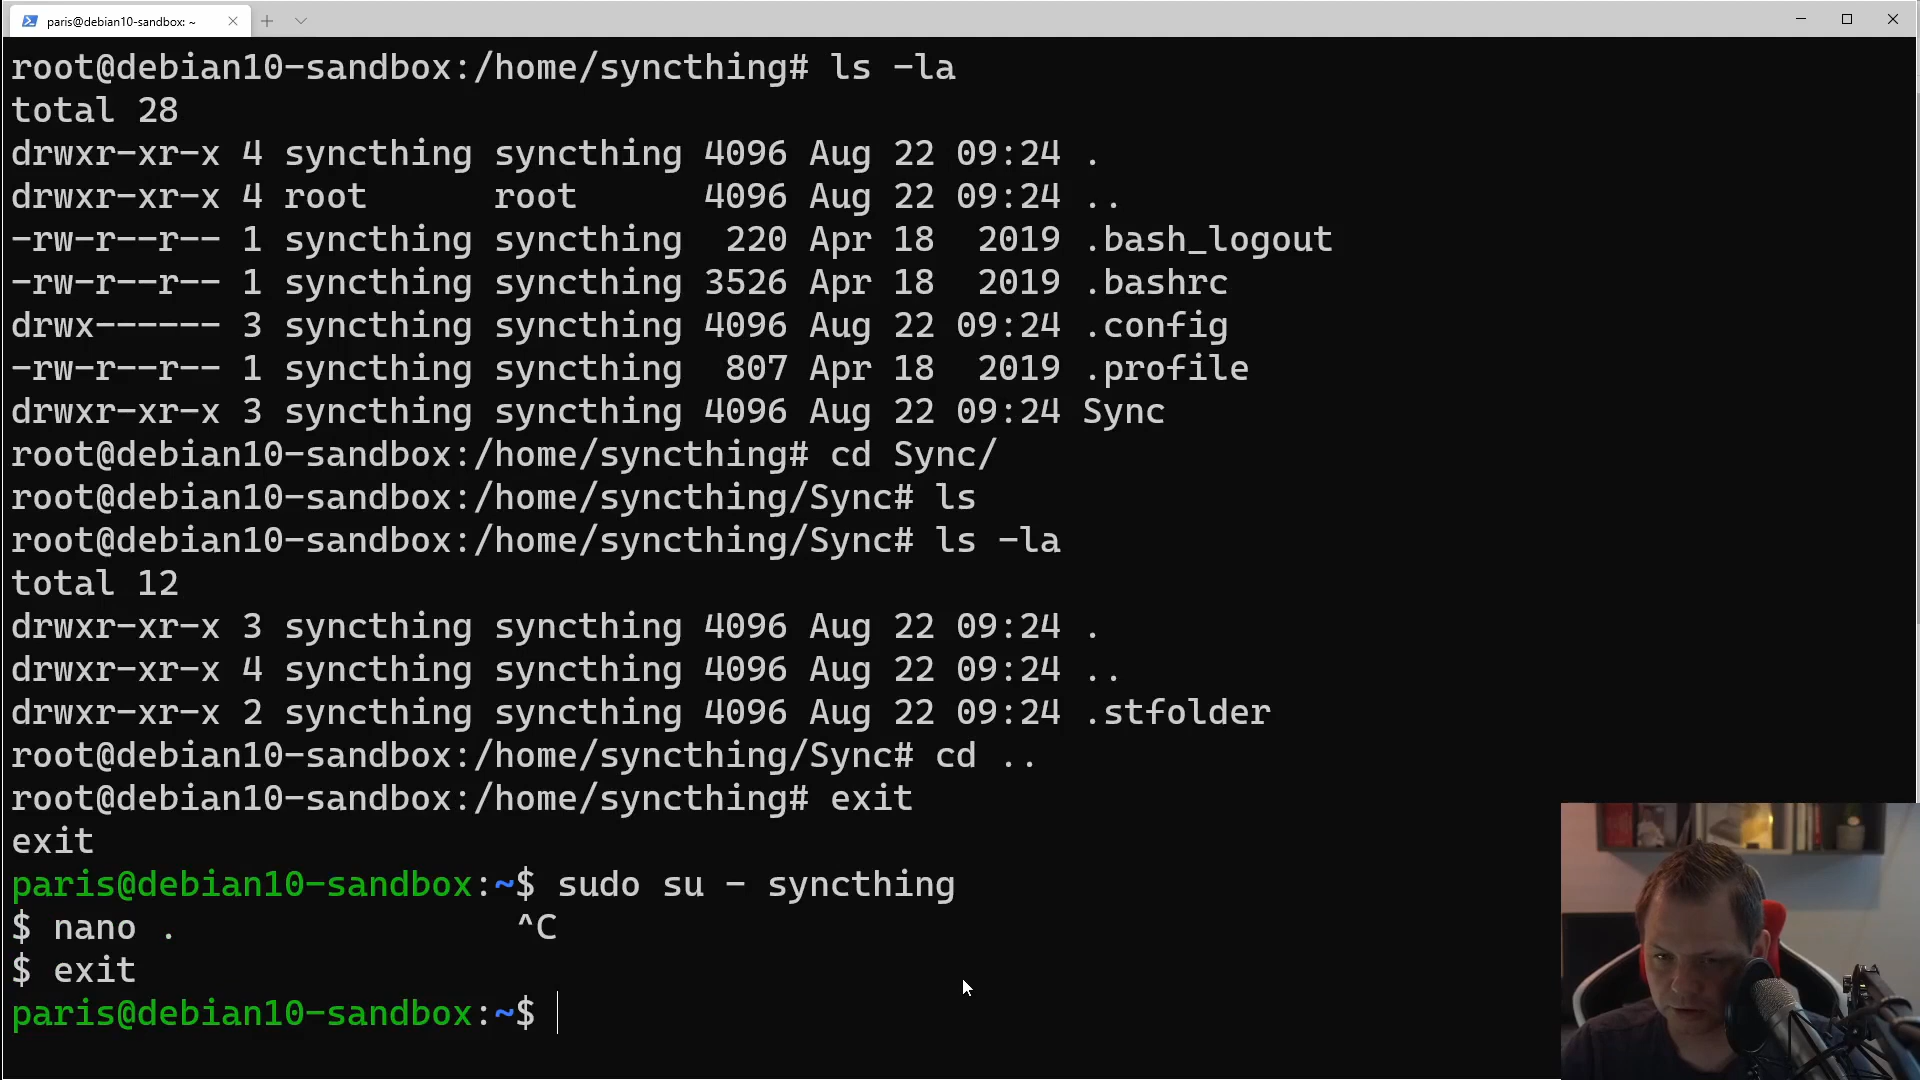 paris@debian10-sandbox: ~
root@debian10-sandbox:/home/syncthing# ls -la
total 28
drwxr-xr-x 4 syncthing syncthing 4096 Aug 22 09:24 .
drwxr-xr-x 4 root      root      4096 Aug 22 09:24 ..
-rw-r--r-- 1 syncthing syncthing  220 Apr 18  2019 .bash_logout
-rw-r--r-- 1 syncthing syncthing 3526 Apr 18  2019 .bashrc
drwx------ 3 syncthing syncthing 4096 Aug 22 09:24 .config
-rw-r--r-- 1 syncthing syncthing  807 Apr 18  2019 .profile
drwxr-xr-x 3 syncthing syncthing 4096 Aug 22 09:24 Sync
root@debian10-sandbox:/home/syncthing# cd Sync/
root@debian10-sandbox:/home/syncthing/Sync# ls
root@debian10-sandbox:/home/syncthing/Sync# ls -la
total 12
drwxr-xr-x 3 syncthing syncthing 4096 Aug 22 09:24 .
drwxr-xr-x 4 syncthing syncthing 4096 Aug 22 09:24 ..
drwxr-xr-x 2 syncthing syncthing 4096 Aug 22 09:24 .stfolder
root@debian10-sandbox:/home/syncthing/Sync# cd ..
root@debian10-sandbox:/home/syncthing# exit
exit
paris@debian10-sandbox:~$ sudo su - syncthing
$ nano .                ^C
$ exit
paris@debian10-sandbox:~$